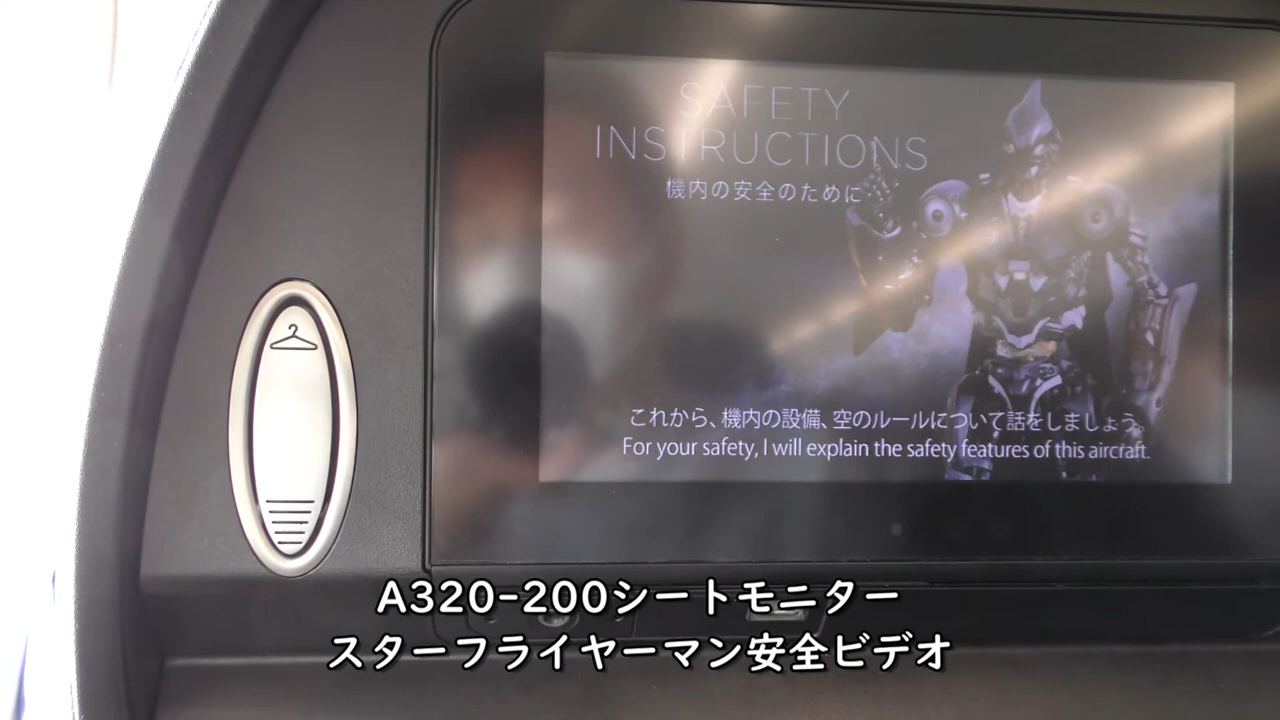 SAFETY
INSTRUCTIONS
機内の安全のために
これから、機内の設備、空のルールについて話をしましょう。
For your safety, I will explain the safety features of this aircraft.
A320-200シートモニター
スターフライヤーマン安全ビデオ